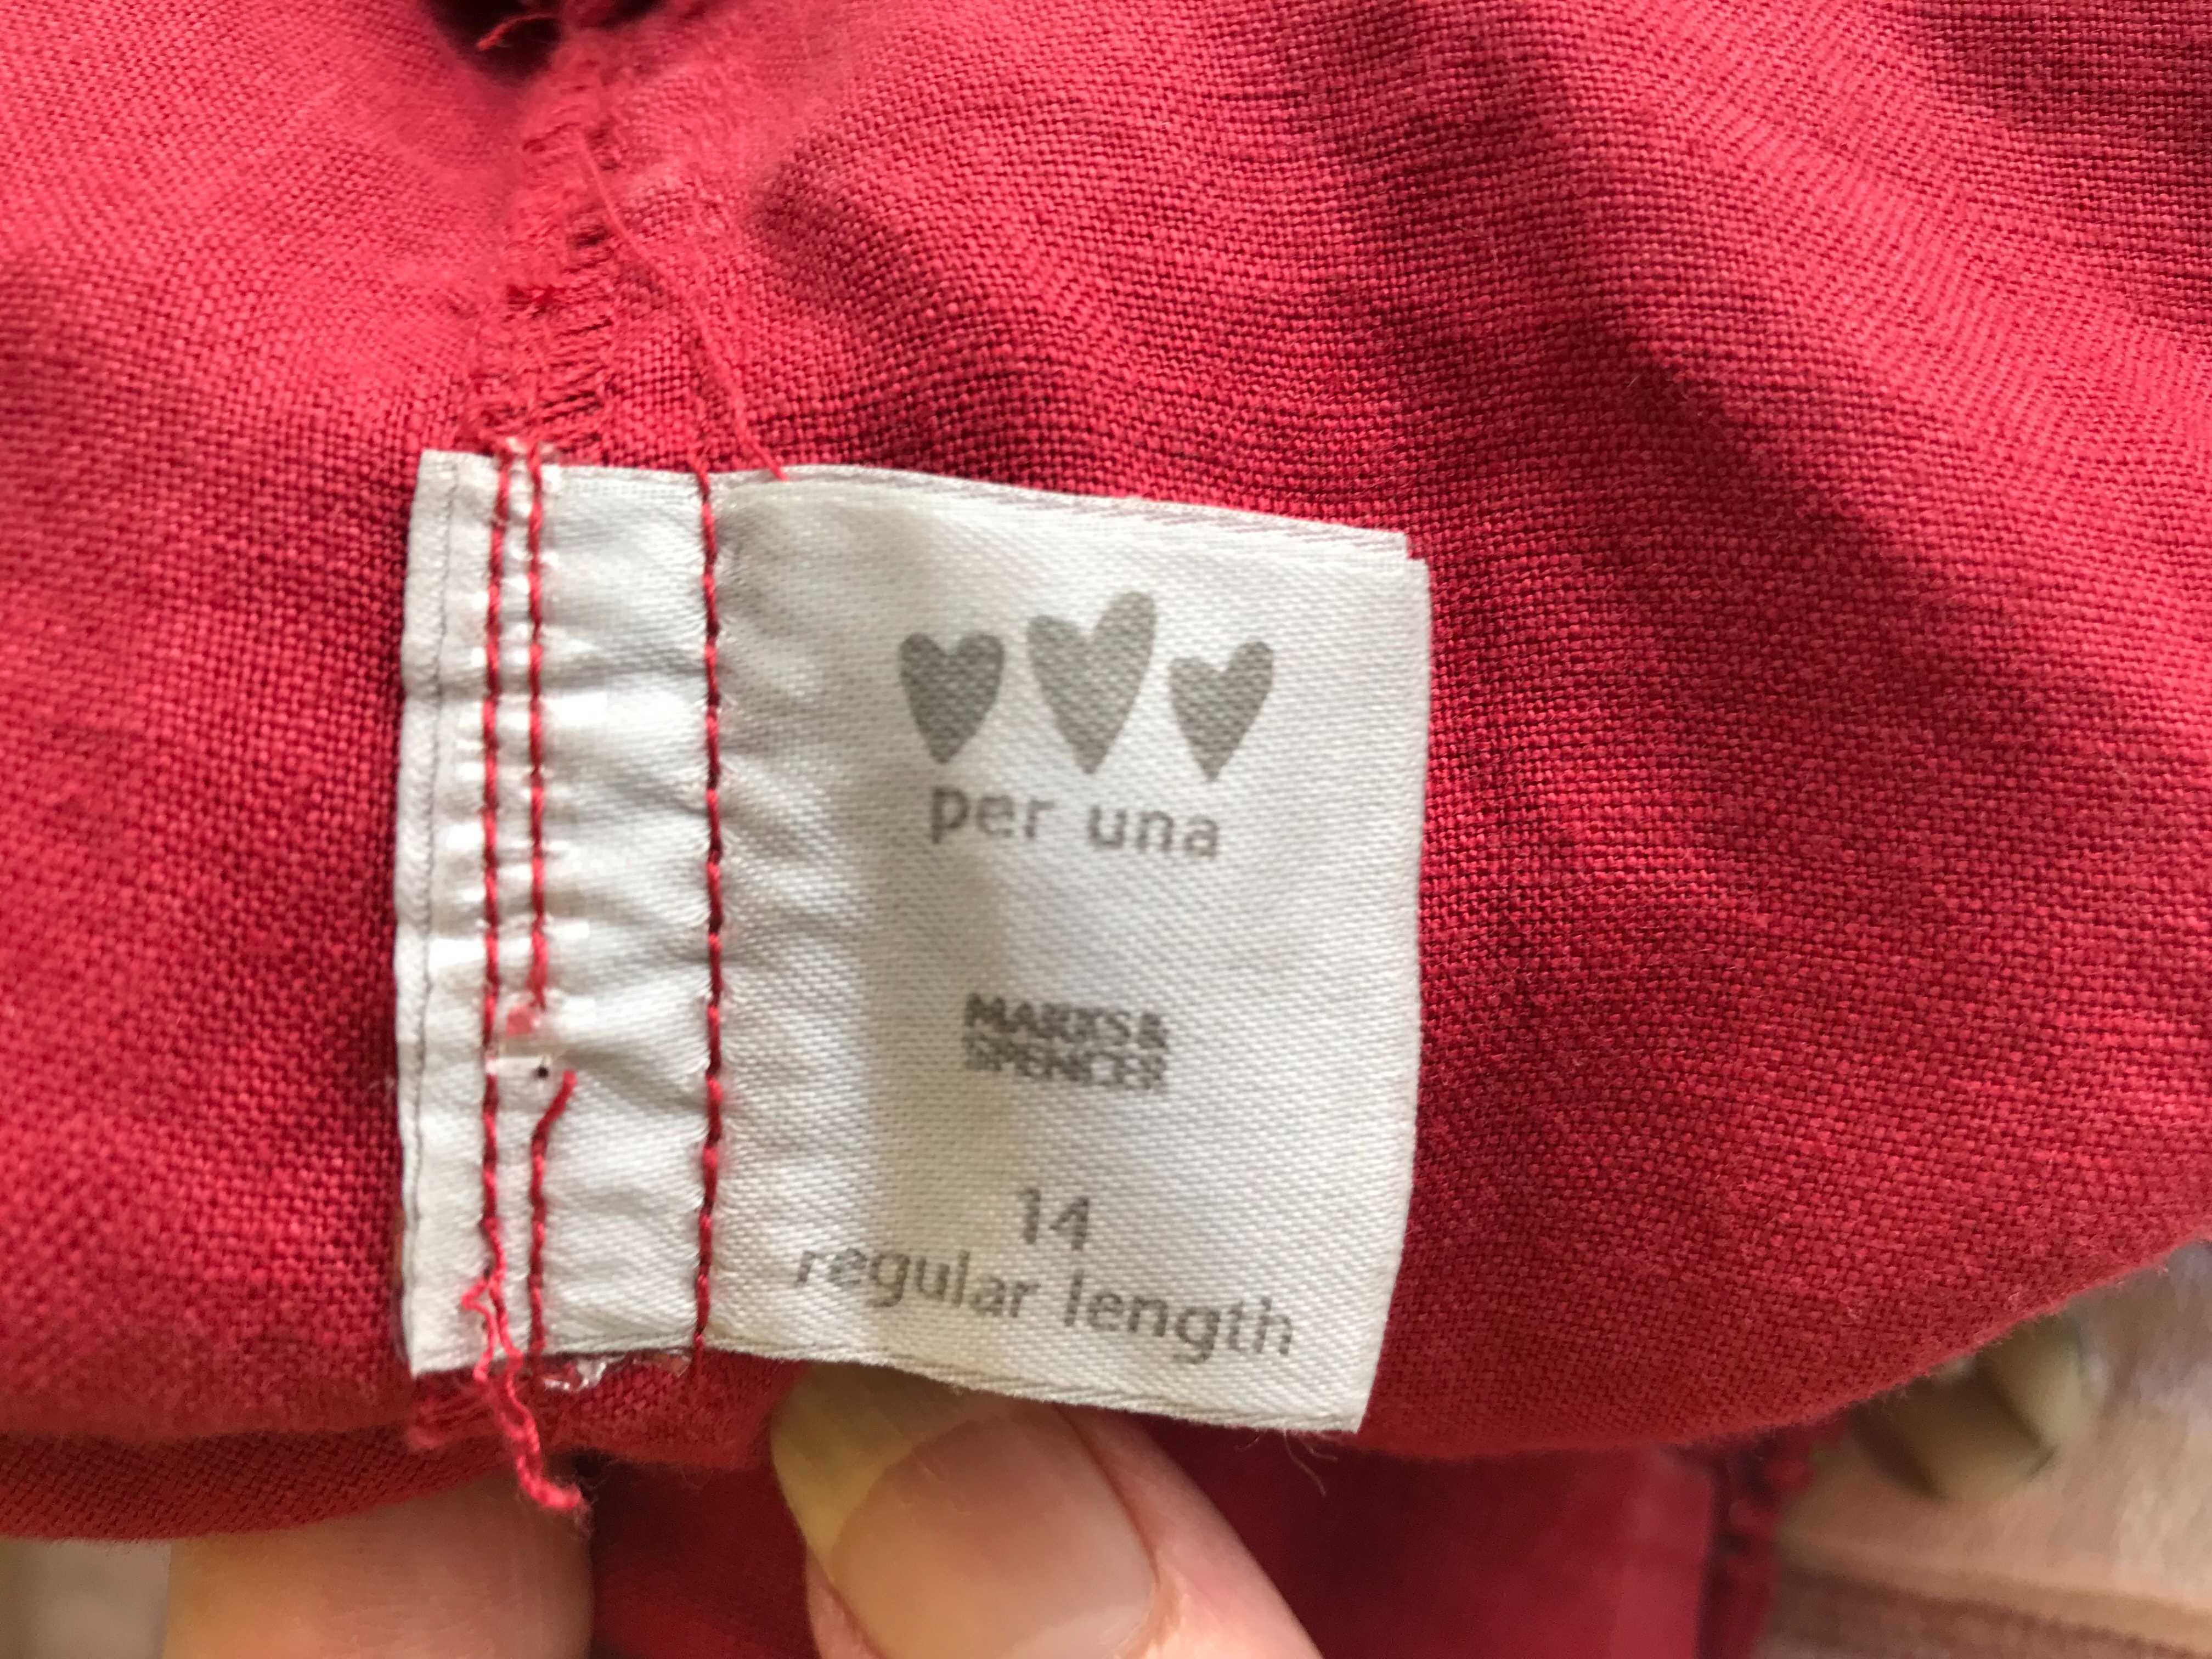 per una
MARKS&
SPENCER
14
regular length